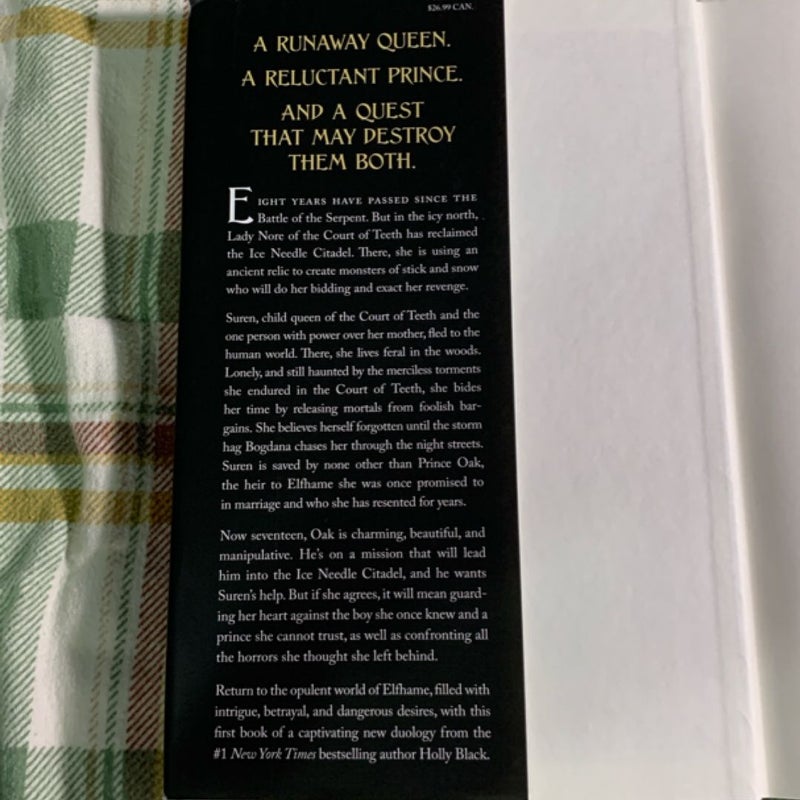 $26.99 CAN.
A RUNAWAY QUEEN.
A RELUCTANT PRINCE.
AND A QUEST
THAT MAY DESTROY
THEM BOTH.
EIGHT YEARS HAVE PASSED SINCE THE
Battle of the Serpent. But in the icy north,
Lady Nore of the Court of Teeth has reclaimed
the Ice Needle Citadel. There, she is using an
ancient relic to create monsters of stick and snow
who will do her bidding and exact her revenge.
Suren, child queen of the Court of Teeth and the
one person with power over her mother, fled to the
human world. There, she lives feral in the woods.
Lonely, and still haunted by the merciless torments
she endured in the Court of Teeth, she bides
her time by releasing mortals from foolish bar-
gains. She believes herself forgotten until the storm
hag Bogdana chases her through the night streets.
Suren is saved by none other than Prince Oak,
the heir to Elfhame she was once promised to
in marriage and who she has resented for years.
Now seventeen, Oak is charming, beautiful, and
manipulative. He's on a mission that will lead
him into the Ice Needle Citadel, and he wants
Suren's help. But if she agrees, it will mean guard-
ing her heart against the boy she once knew and a
prince she cannot trust, as well as confronting all
the horrors she thought she left behind.
Return to the opulent world of Elfhame, filled with
intrigue, betrayal, and dangerous desires, with this
first book of a captivating new duology from the
#1 New York Times bestselling author Holly Black.